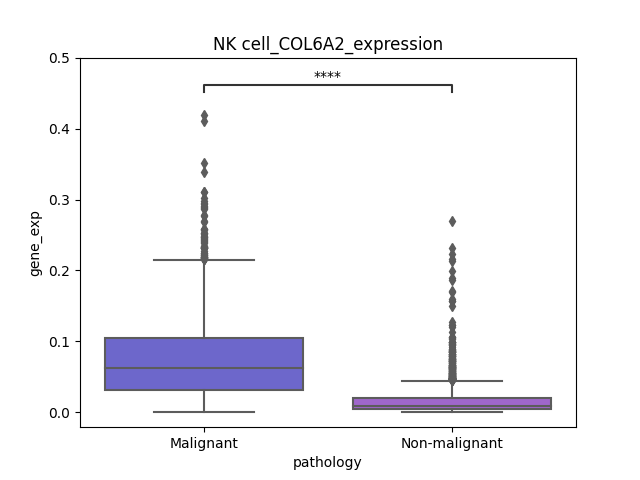 NK cell_COL6A2_expression
****
0.5
0.4
0.3
0.2
0.1
0.0
gene_exp
Malignant
Non-malignant
pathology